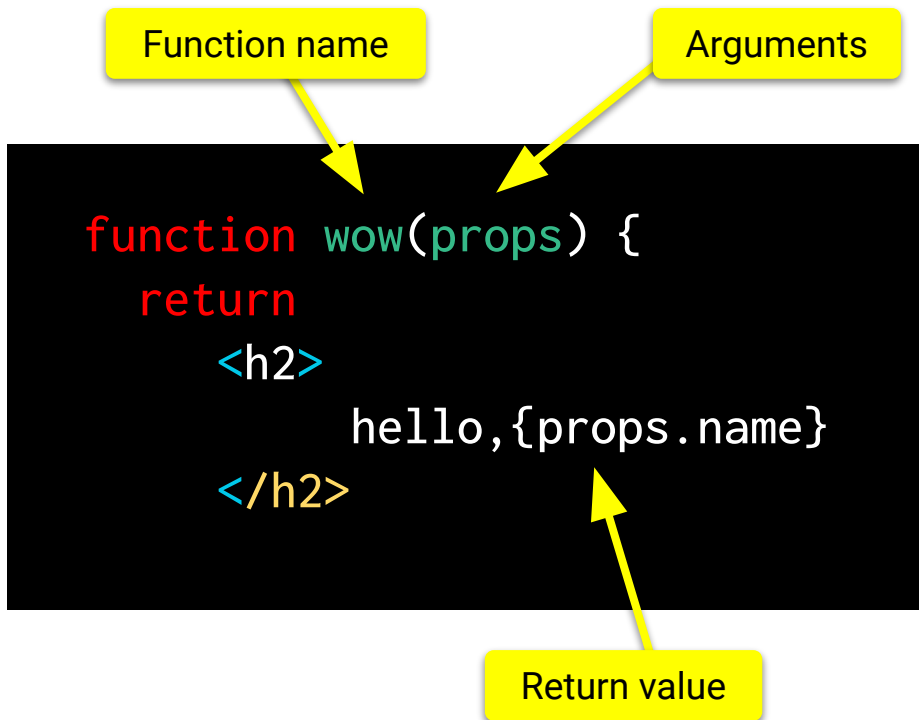 Function name
Arguments
function wow(props) {
return
<h2>
hello,{props.name}
</h2>
Return value